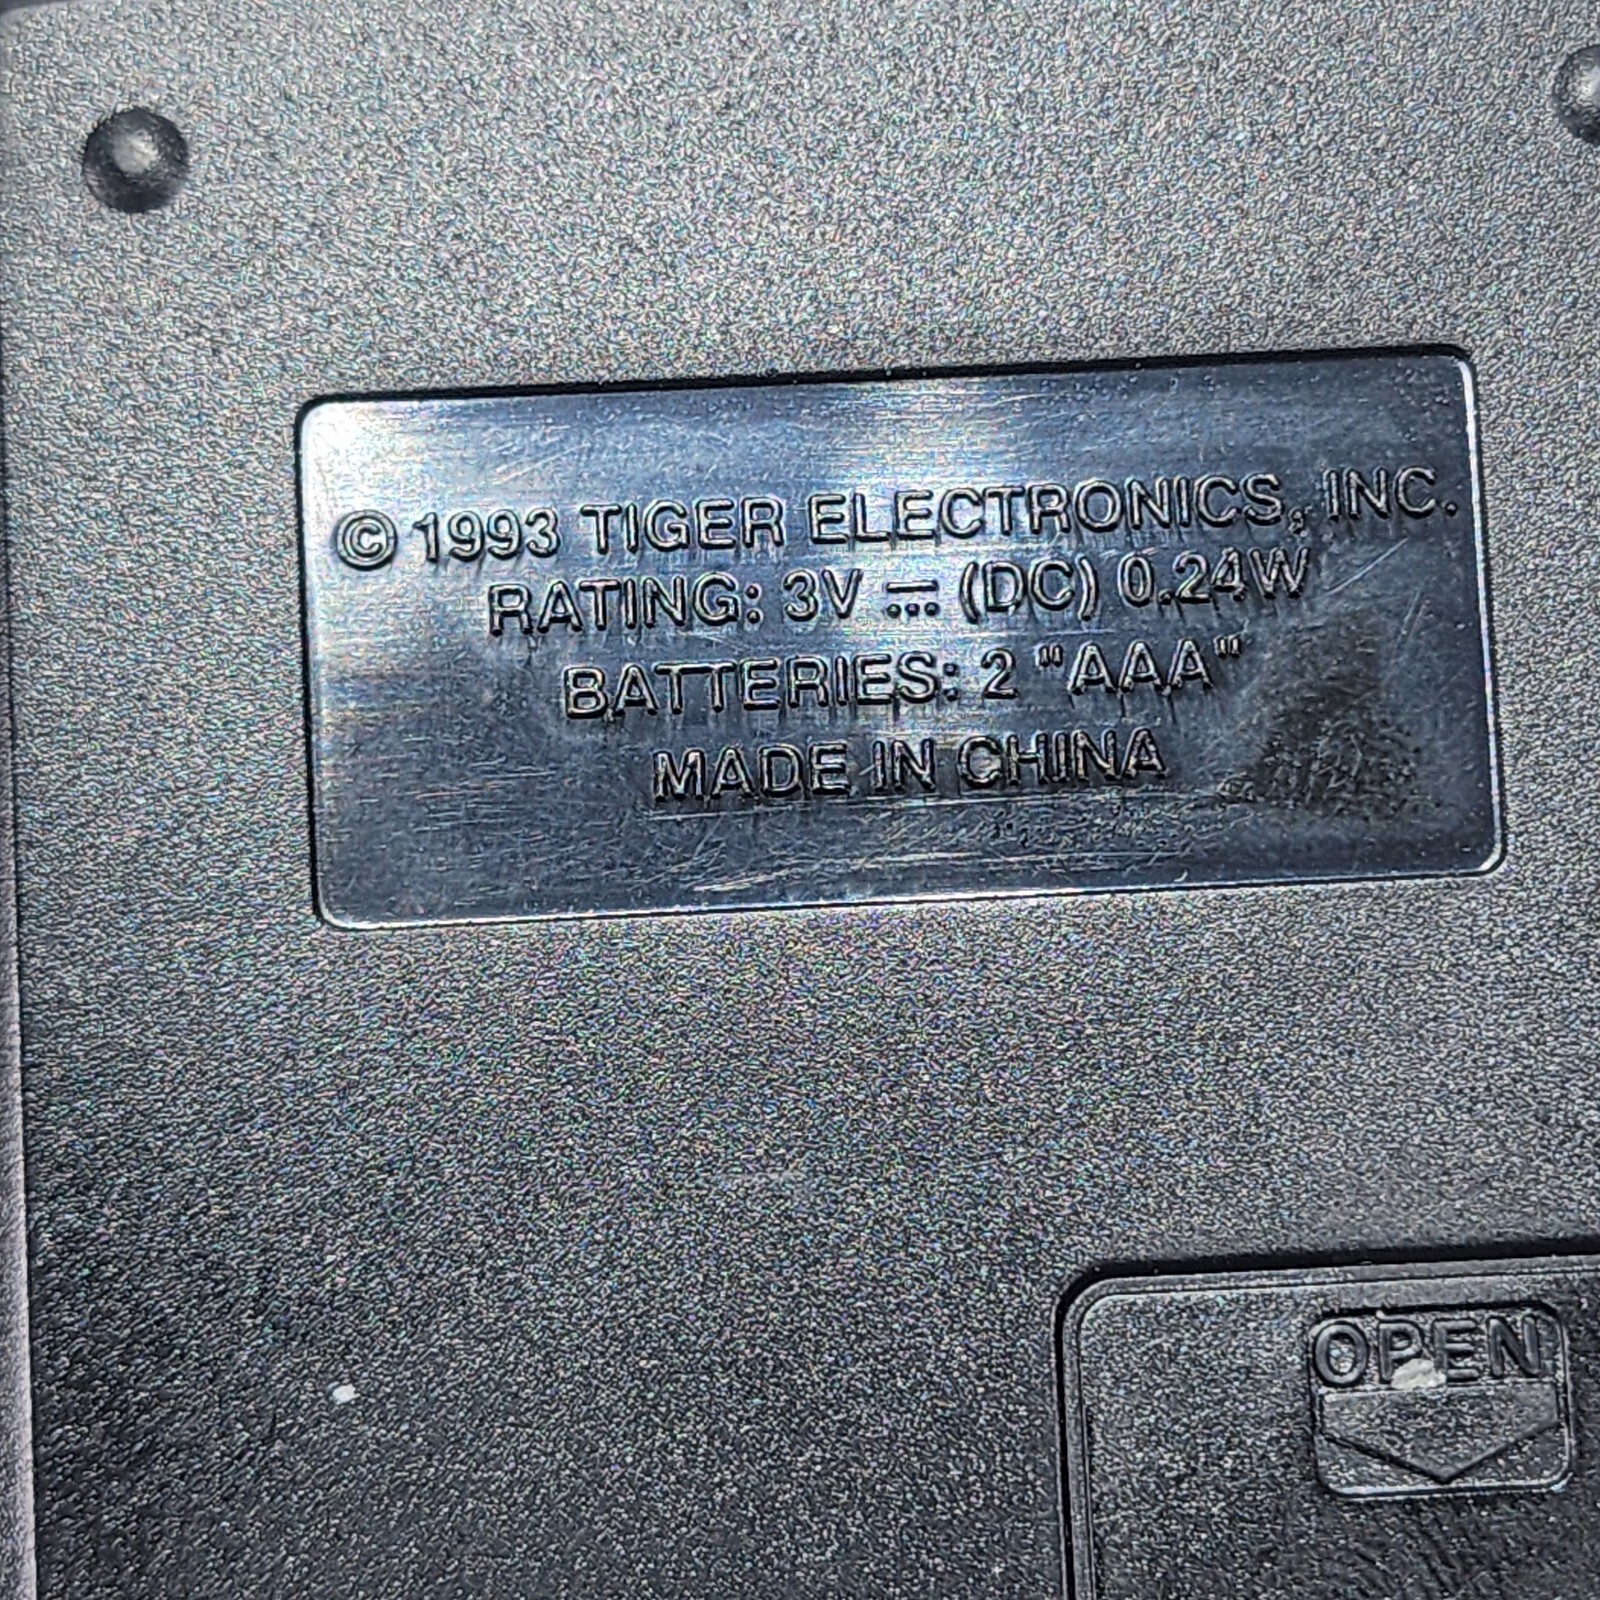 © 1993 TIGER ELECTRONICS, INC.
RATING: 3V ⎓ (DC) 0.24W
BATTERIES: 2 "AAA"
MADE IN CHINA
OPEN